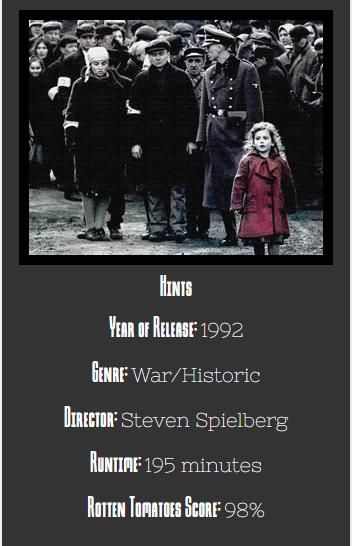 Hints
Year of Release: 1992
Genre: War/Historic
Director: Steven Spielberg
Runtime: 195 minutes
Rotten Tomatoes Score: 98%